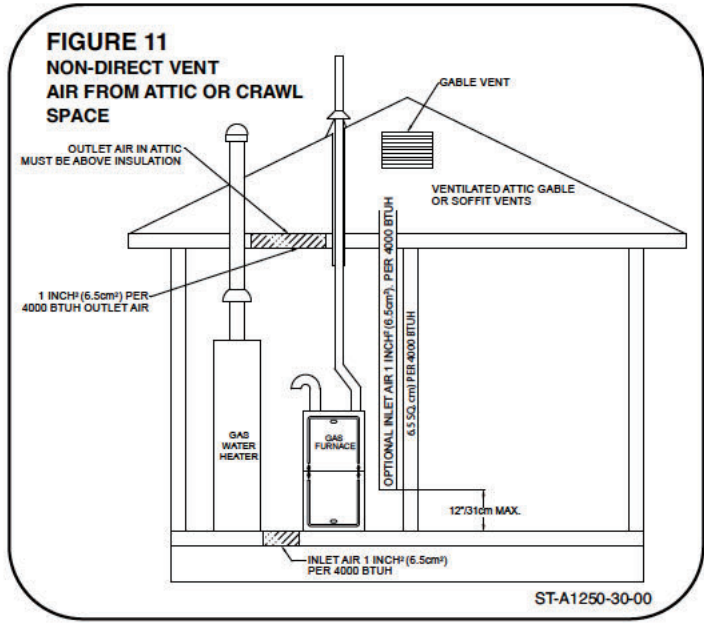 FIGURE 11
NON-DIRECT VENT
AIR FROM ATTIC OR CRAWL
SPACE
GABLE VENT
OUTLET AIR IN ATTIC
MUST BE ABOVE INSULATION
VENTILATED ATTIC GABLE
OR SOFFIT VENTS
1 INCH² (6.5cm²) PER
4000 BTUH OUTLET AIR
OPTIONAL INLET AIR 1 INCH² (6.5cm²). PER 4000 BTUH
6.5 SQ. cm) PER 4000 BTUH
GAS
WATER
HEATER
GAS
FURNACE
12"/31cm MAX.
INLET AIR 1 INCH² (6.5cm²)
PER 4000 BTUH
ST-A1250-30-00